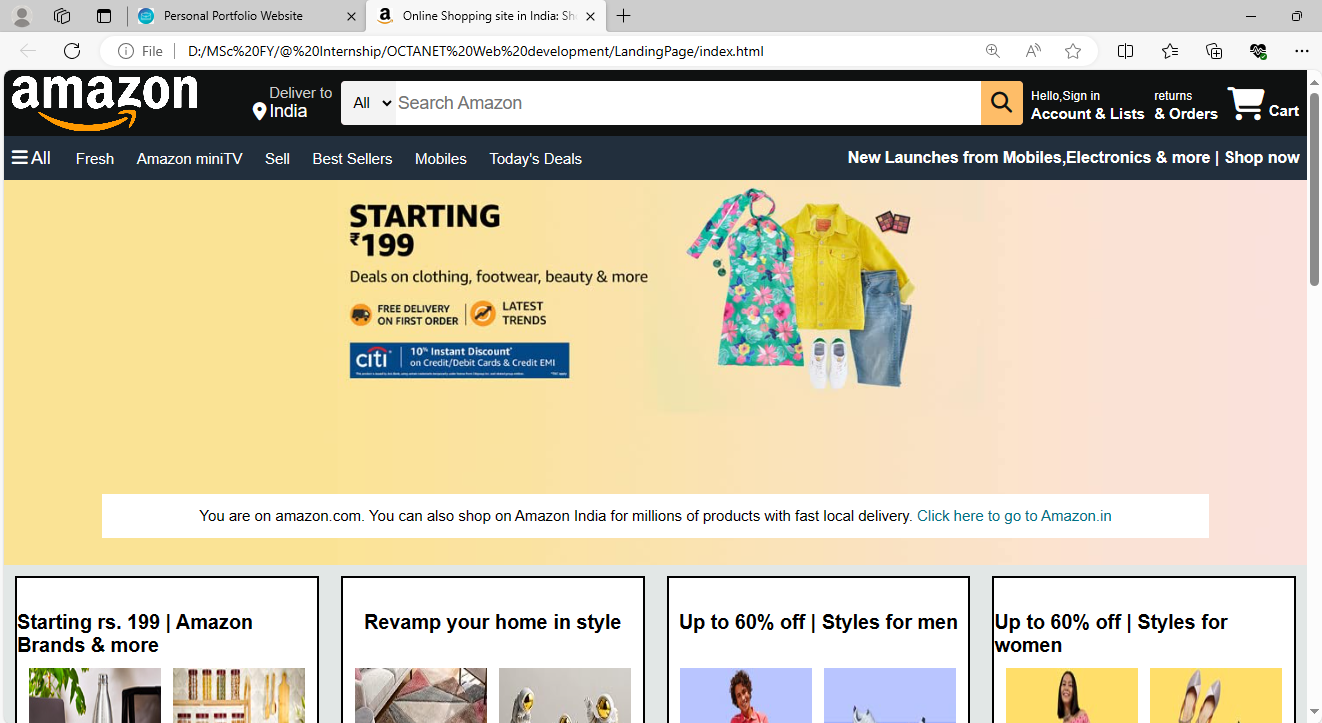 Personal Portfolio Website
Online Shopping site in India: Sh
File
D:/MSc%20FY/@%20Internship/OCTANET%20Web%20development/LandingPage/index.html
amazon
Deliver to
India
All
Search Amazon
Hello,Sign in
Account & Lists
returns
& Orders
Cart
All
Fresh
Amazon miniTV
Sell
Best Sellers
Mobiles
Today's Deals
New Launches from Mobiles,Electronics & more | Shop now
STARTING
₹199
Deals on clothing, footwear, beauty & more
FREE DELIVERY
ON FIRST ORDER
LATEST
TRENDS
citi
10% Instant Discount*
on Credit/Debit Cards & Credit EMI
You are on amazon.com. You can also shop on Amazon India for millions of products with fast local delivery. Click here to go to Amazon.in
Starting rs. 199 | Amazon
Brands & more
Revamp your home in style
Up to 60% off | Styles for men
Up to 60% off | Styles for
women